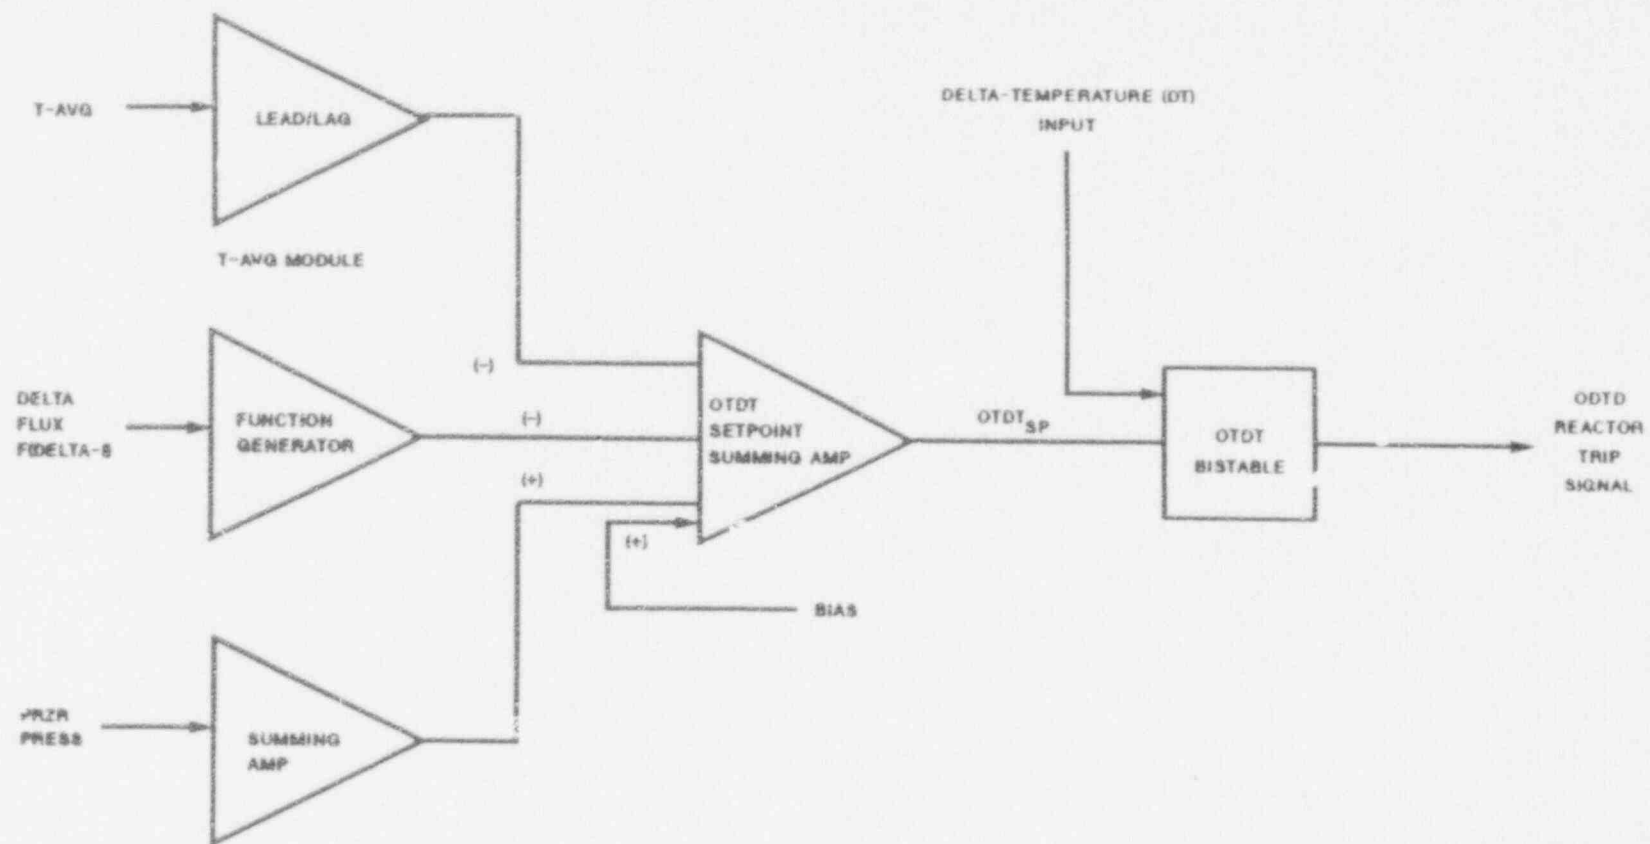 T-AVG
LEAD/LAG
T-AVG MODULE
DELTA-TEMPERATURE (DT)
INPUT
(-)
DELTA
FLUX
F(DELTA-8
FUNCTION
GENERATOR
(-)
(+)
OTDT
SETPOINT
SUMMING AMP
(+)
BIAS
OTDT SP
OTDT
BISTABLE
ODTD
REACTOR
TRIP
SIGNAL
PRZR
PRESS
SUMMING
AMP